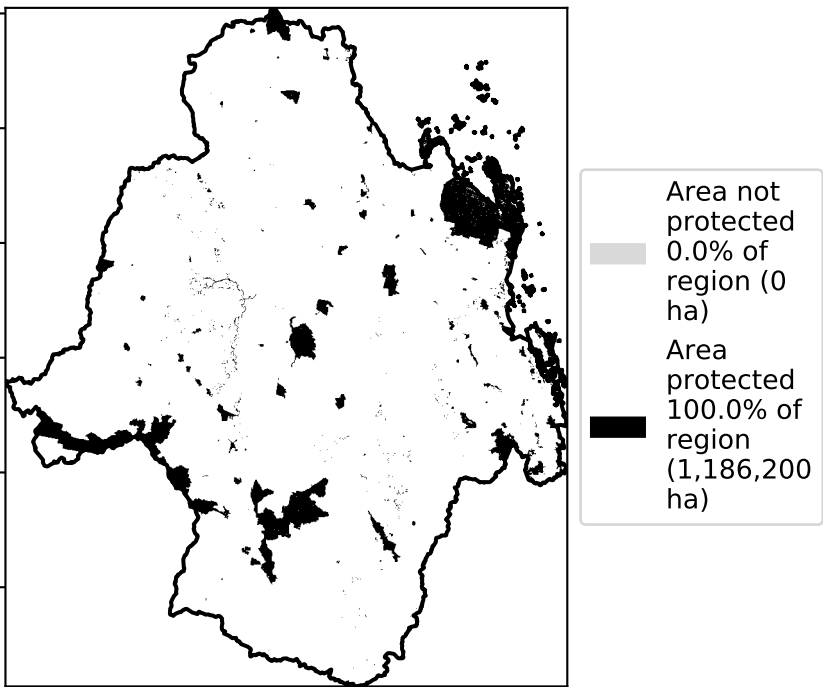 Area not
protected
0.0% of
region (0
ha)
Area
protected
100.0% of
region
(1,186,200
ha)